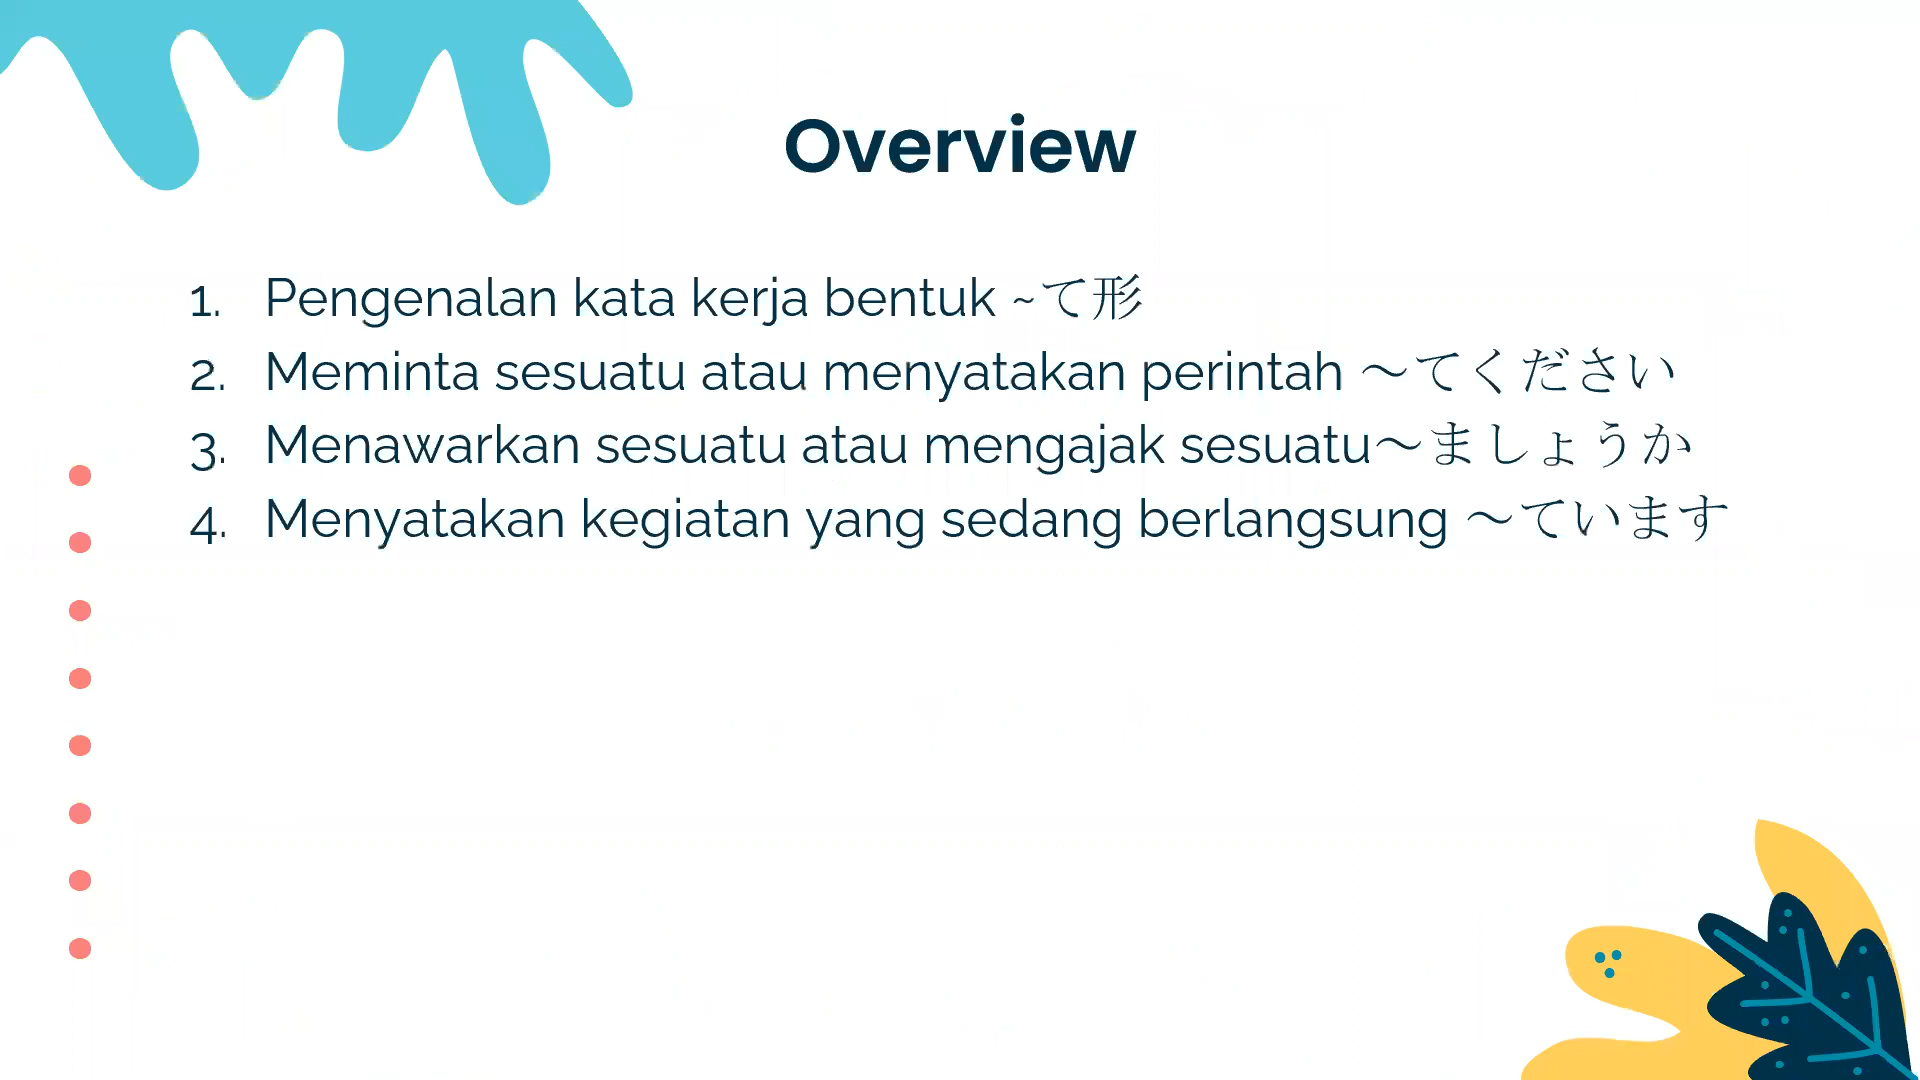 Overview
1. Pengenalan kata kerja bentuk ~て形
2. Meminta sesuatu atau menyatakan perintah ～てください
3. Menawarkan sesuatu atau mengajak sesuatu～ましょうか
4. Menyatakan kegiatan yang sedang berlangsung ～ています